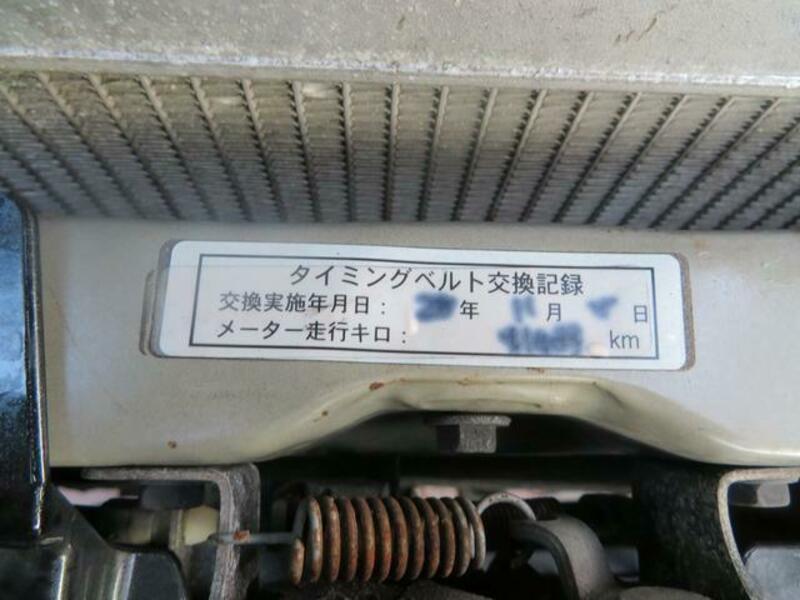 タイミングベルト交換記録
交換実施年月日： 年 11 月 日
メーター走行キロ： km